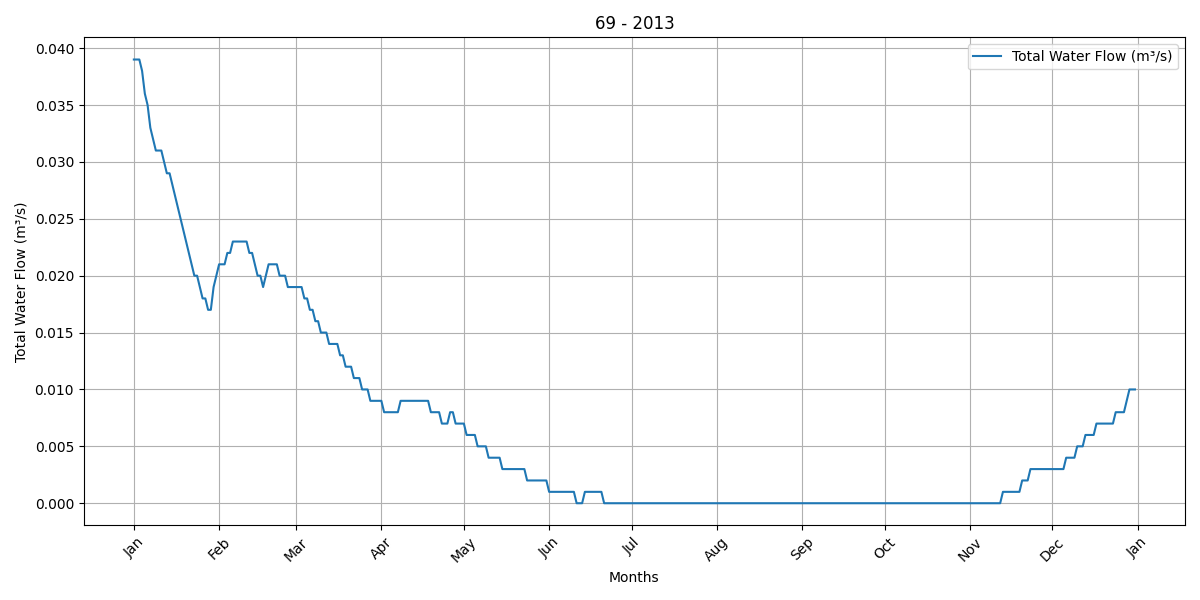 69 - 2013
Total Water Flow (m³/s)
0.040
0.035
0.030
0.025
0.020
0.015
0.010
0.005
0.000
Total Water Flow (m³/s)
Jan
Feb
Mar
Apr
May
Jun
Jul
Aug
Sep
Oct
Nov
Dec
Jan
Months